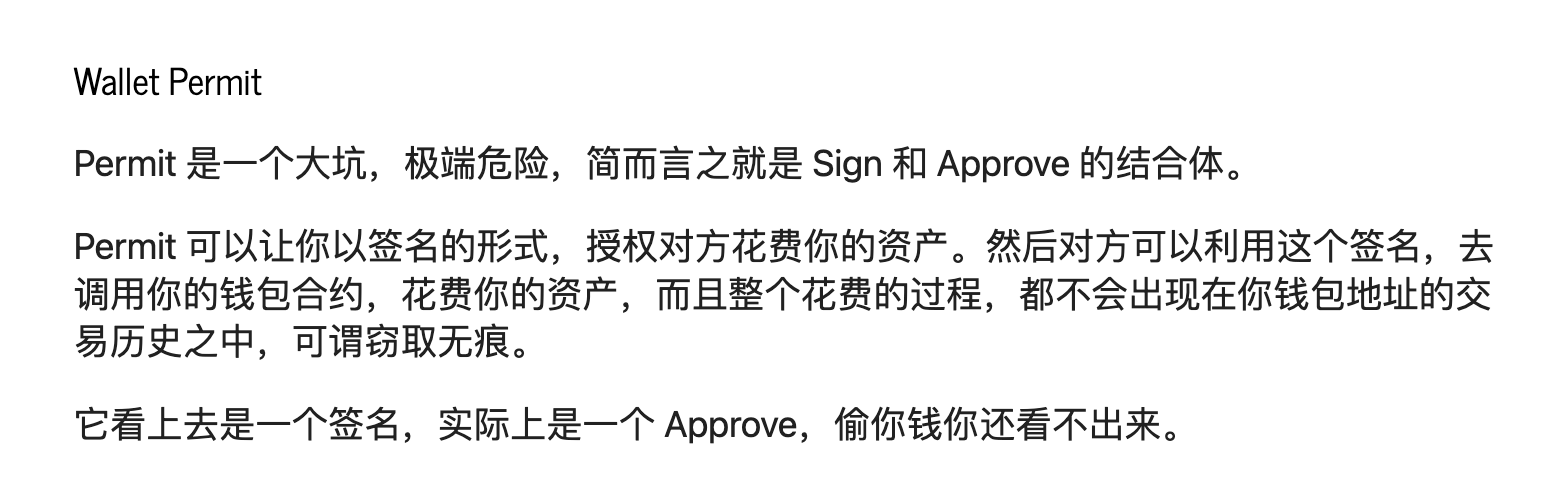 Wallet Permit
Permit 是一个大坑，极端危险，简而言之就是 Sign 和 Approve 的结合体。
Permit 可以让你以签名的形式，授权对方花费你的资产。然后对方可以利用这个签名，去
调用你的钱包合约，花费你的资产，而且整个花费的过程，都不会出现在你钱包地址的交
易历史之中，可谓窃取无痕。
它看上去是一个签名，实际上是一个 Approve，偷你钱你还看不出来。